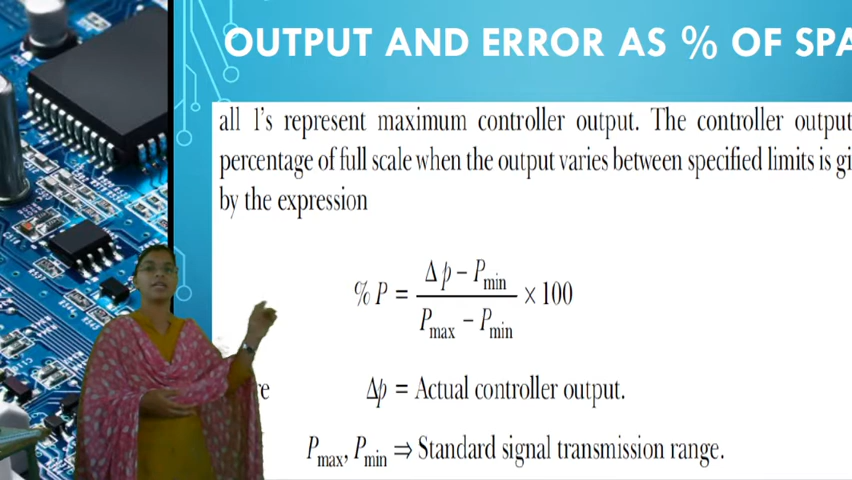 OUTPUT AND ERROR AS % OF SPA
all 1's represent maximum controller output. The controller output
percentage of full scale when the output varies between specified limits is gi
by the expression
% P = (Δp − Pmin) / (Pmax − Pmin) × 100
re Δp = Actual controller output.
Pmax, Pmin ⇒ Standard signal transmission range.